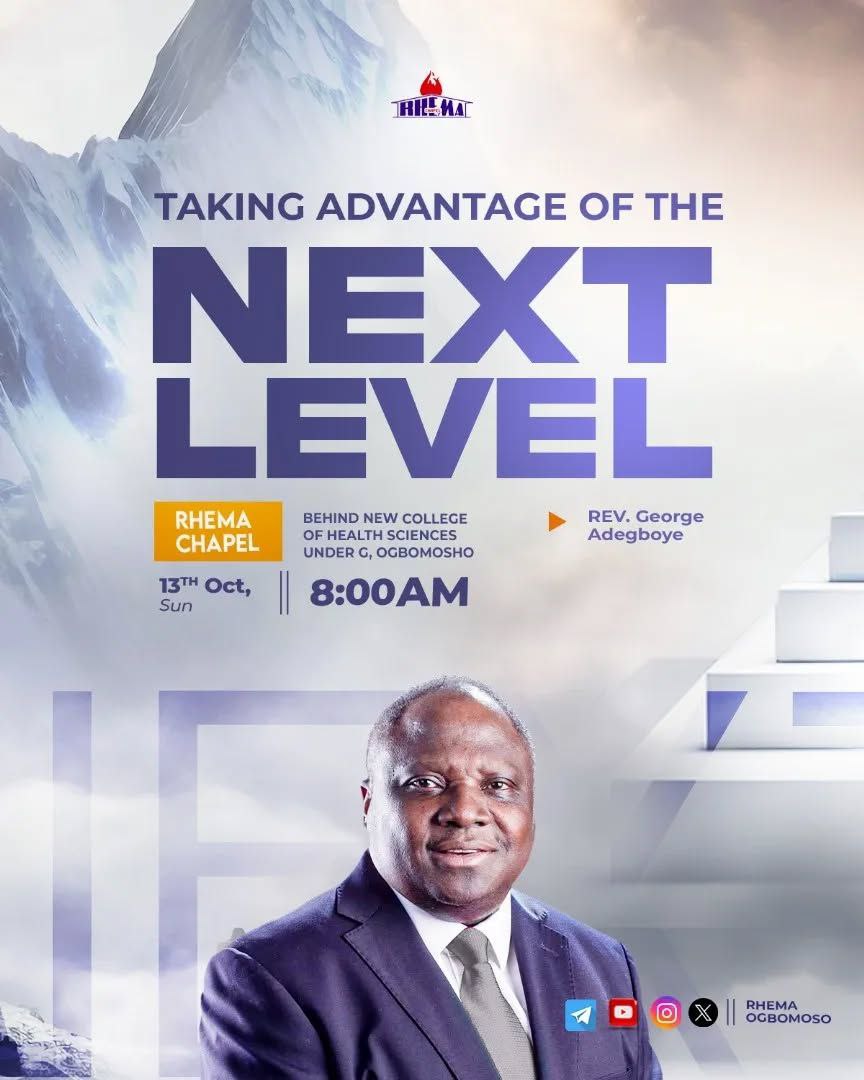 RHEMA
TAKING ADVANTAGE OF THE
NEXT
LEVEL
RHEMA
CHAPEL
BEHIND NEW COLLEGE
OF HEALTH SCIENCES
UNDER G, OGBOMOSHO
REV. George
Adegboye
13TH Oct,
Sun
8:00AM
RHEMA
OGBOMOSO